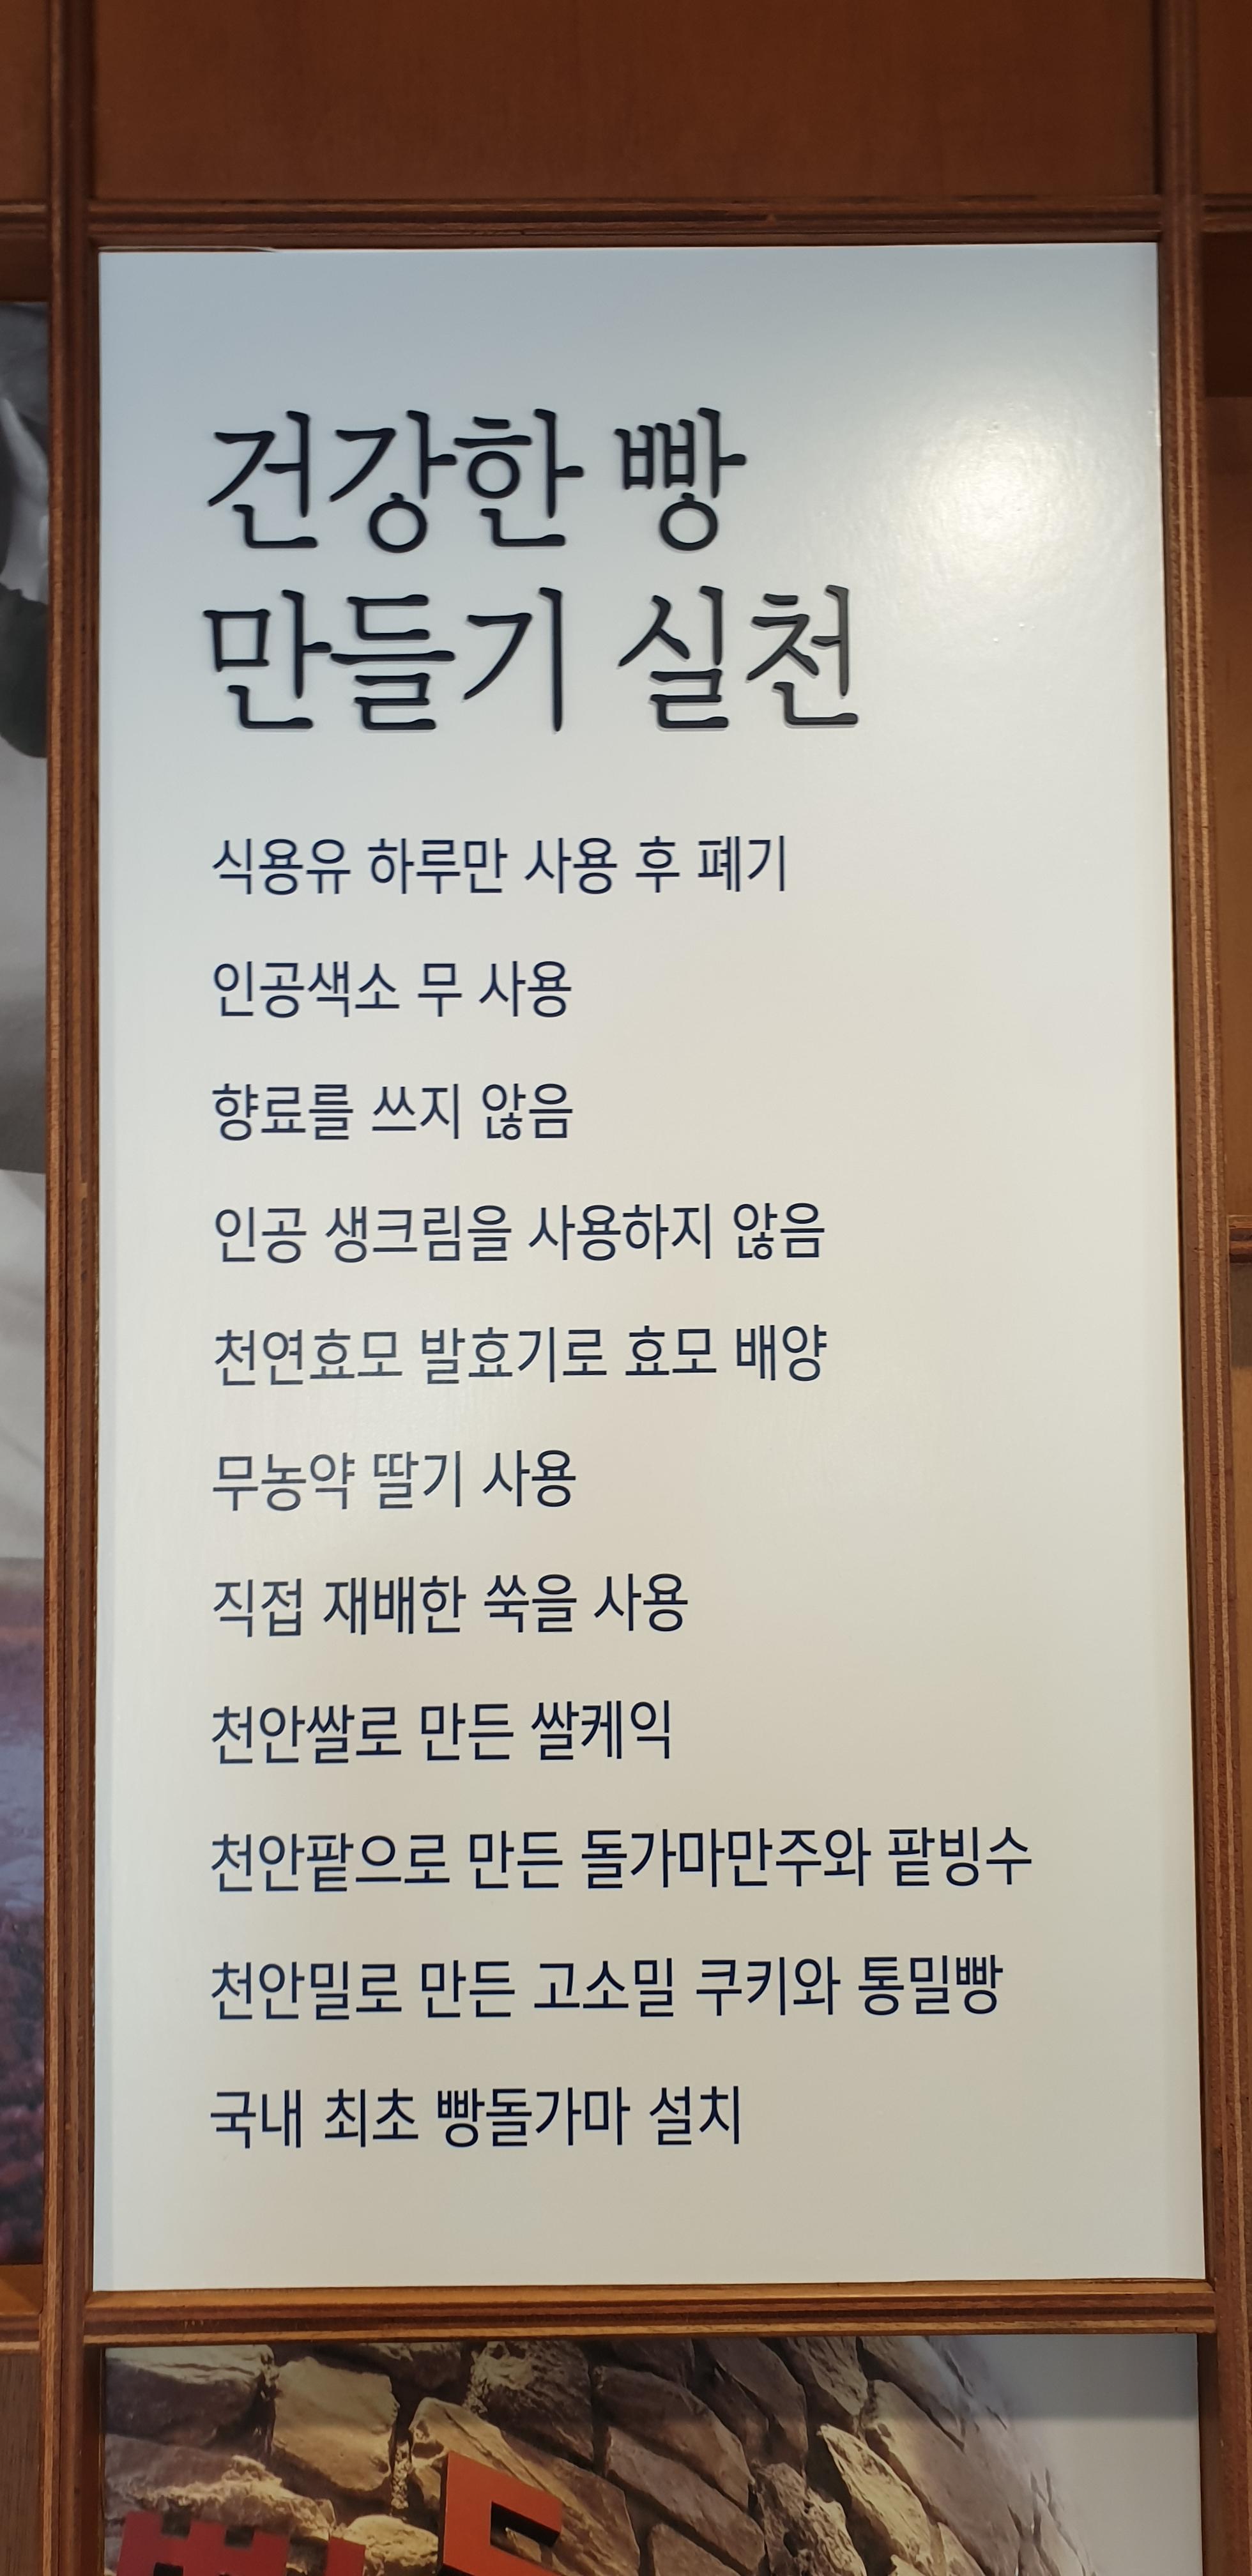 건강한 빵
만들기 실천
식용유 하루만 사용 후 폐기
인공색소 무 사용
향료를 쓰지 않음
인공 생크림을 사용하지 않음
천연효모 발효기로 효모 배양
무농약 딸기 사용
직접 재배한 쑥을 사용
천안쌀로 만든 쌀케익
천안팥으로 만든 돌가마만주와 팥빙수
천안밀로 만든 고소밀 쿠키와 통밀빵
국내 최초 빵돌가마 설치